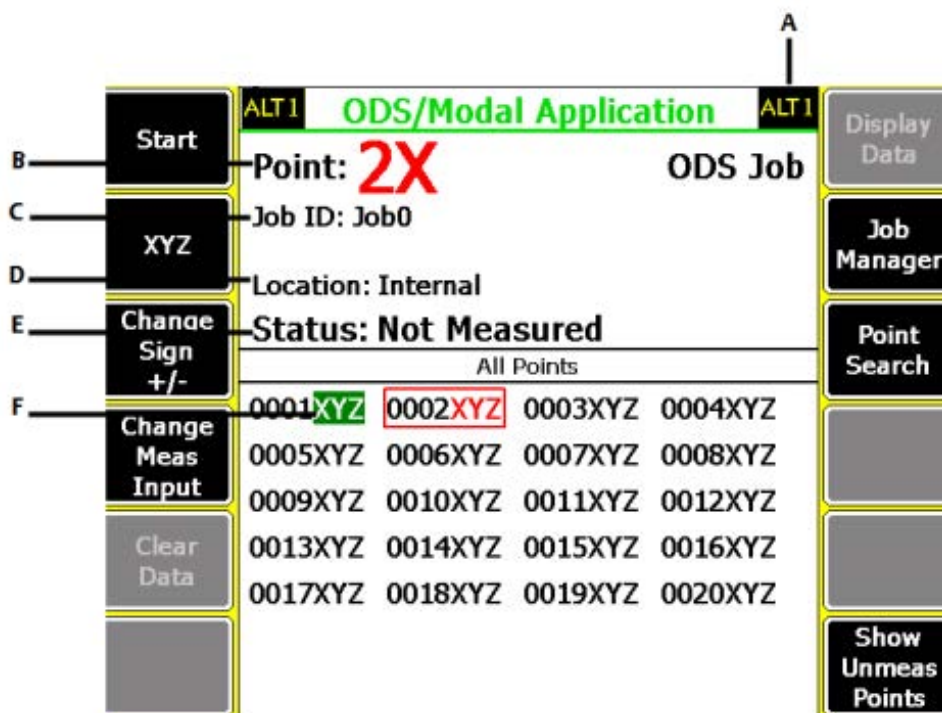 A
B
C
D
E
F
Start
XYZ
Change
Sign
+/-
Change
Meas
Input
Clear
Data
ALT1 ODS/Modal Application ALT1
Point: 2X ODS Job
Job ID: Job0
Location: Internal
Status: Not Measured
All Points
0001XYZ 0002XYZ 0003XYZ 0004XYZ
0005XYZ 0006XYZ 0007XYZ 0008XYZ
0009XYZ 0010XYZ 0011XYZ 0012XYZ
0013XYZ 0014XYZ 0015XYZ 0016XYZ
0017XYZ 0018XYZ 0019XYZ 0020XYZ
Display
Data
Job
Manager
Point
Search
Show
Unmeas
Points